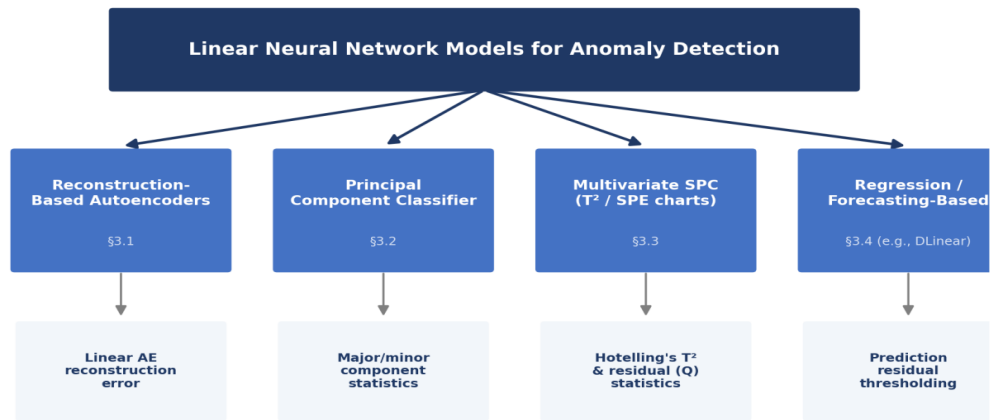 Linear Neural Network Models for Anomaly Detection
Reconstruction-
Based Autoencoders
§3.1
Principal
Component Classifier
§3.2
Multivariate SPC
(T² / SPE charts)
§3.3
Regression /
Forecasting-Based
§3.4 (e.g., DLinear)
Linear AE
reconstruction
error
Major/minor
component
statistics
Hotelling's T²
& residual (Q)
statistics
Prediction
residual
thresholding